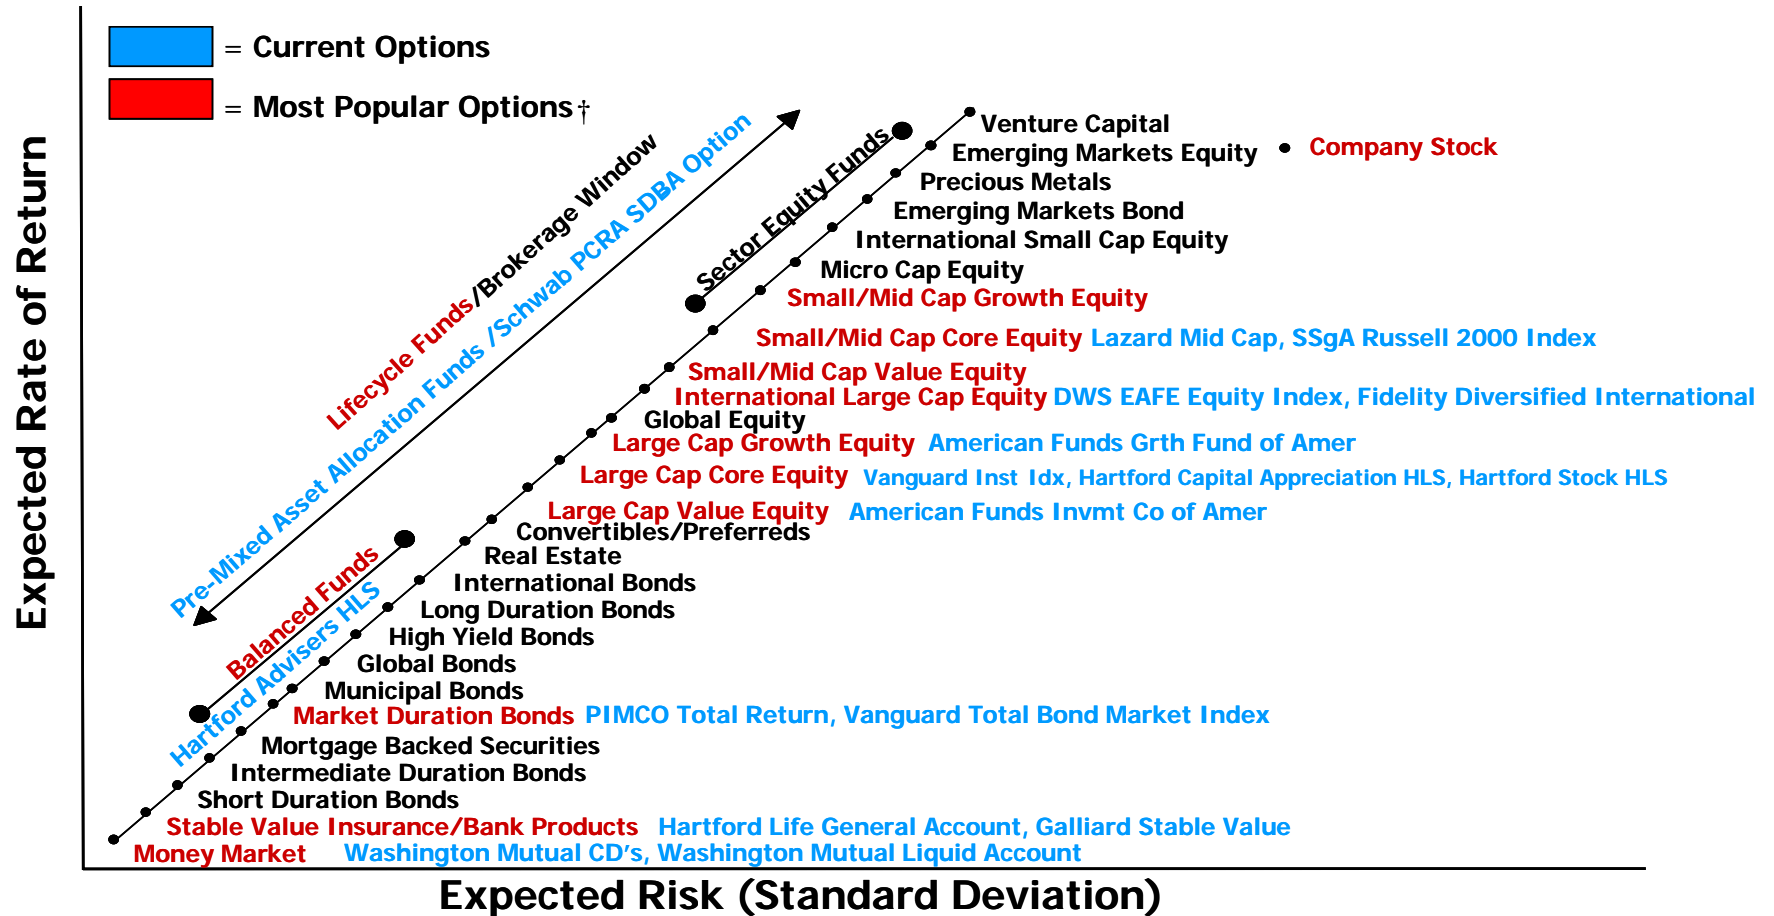 = Current Options
= Most Popular Options†
Expected Rate of Return
Lifecycle Funds/Brokerage Window
Pre-Mixed Asset Allocation Funds /Schwab PCRA SDBA Option
Sector Equity Funds
Balanced Funds
Hartford Advisers HLS
Venture Capital
Emerging Markets Equity
Company Stock
Precious Metals
Emerging Markets Bond
International Small Cap Equity
Micro Cap Equity
Small/Mid Cap Growth Equity
Small/Mid Cap Core Equity Lazard Mid Cap, SSgA Russell 2000 Index
Small/Mid Cap Value Equity
International Large Cap Equity DWS EAFE Equity Index, Fidelity Diversified International
Global Equity
Large Cap Growth Equity American Funds Grth Fund of Amer
Large Cap Core Equity Vanguard Inst Idx, Hartford Capital Appreciation HLS, Hartford Stock HLS
Large Cap Value Equity American Funds Invmt Co of Amer
Convertibles/Preferreds
Real Estate
International Bonds
Long Duration Bonds
High Yield Bonds
Global Bonds
Municipal Bonds
Market Duration Bonds PIMCO Total Return, Vanguard Total Bond Market Index
Mortgage Backed Securities
Intermediate Duration Bonds
Short Duration Bonds
Stable Value Insurance/Bank Products Hartford Life General Account, Galliard Stable Value
Money Market Washington Mutual CD's, Washington Mutual Liquid Account
Expected Risk (Standard Deviation)